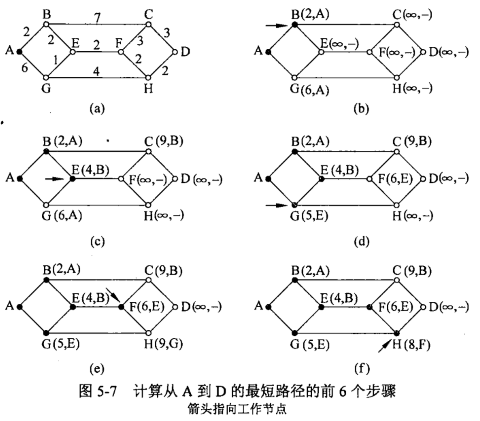 B 7 C
2 2 3 3
A E 2 F D
6 1 2 2
G 4 H
(a)
B(2,A) C(∞,-)
A E(∞,-) F(∞,-) D(∞,-)
G(6,A) H(∞,-)
(b)
B(2,A) C(9,B)
A E(4,B) F(∞,-) D(∞,-)
G(6,A) H(∞,-)
(c)
B(2,A) C(9,B)
A E(4,B) F(6,E) D(∞,-)
G(5,E) H(∞,-)
(d)
B(2,A) C(9,B)
A E(4,B) F(6,E) D(∞,-)
G(5,E) H(9,G)
(e)
B(2,A) C(9,B)
A E(4,B) F(6,E) D(∞,-)
G(5,E) H(8,F)
(f)
图 5-7 计算从 A 到 D 的最短路径的前 6 个步骤
箭头指向工作节点